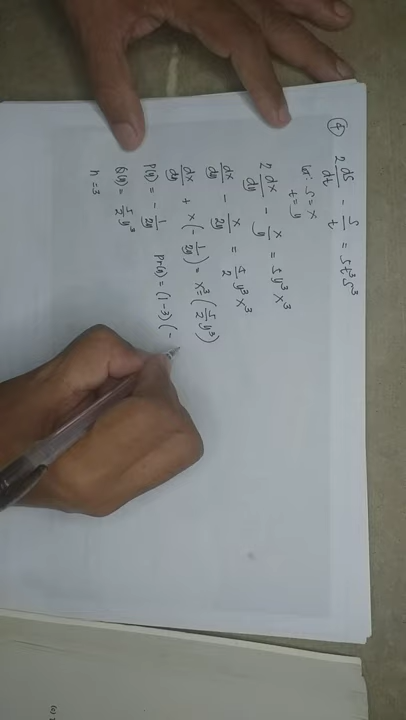 ④ 2 ds/dt - s/t = 5t³s³
let: s = x
t = y
2 dx/dy - x/y = 5y³x³
dx/dy - x/2y = 5/2 y³x³
dx/dy + x(-1/2y) = x³(5/2 y³)
P(y) = -1/2y Pr(y) = (1-3)(-
Q(y) = 5/2 y³
n = 3